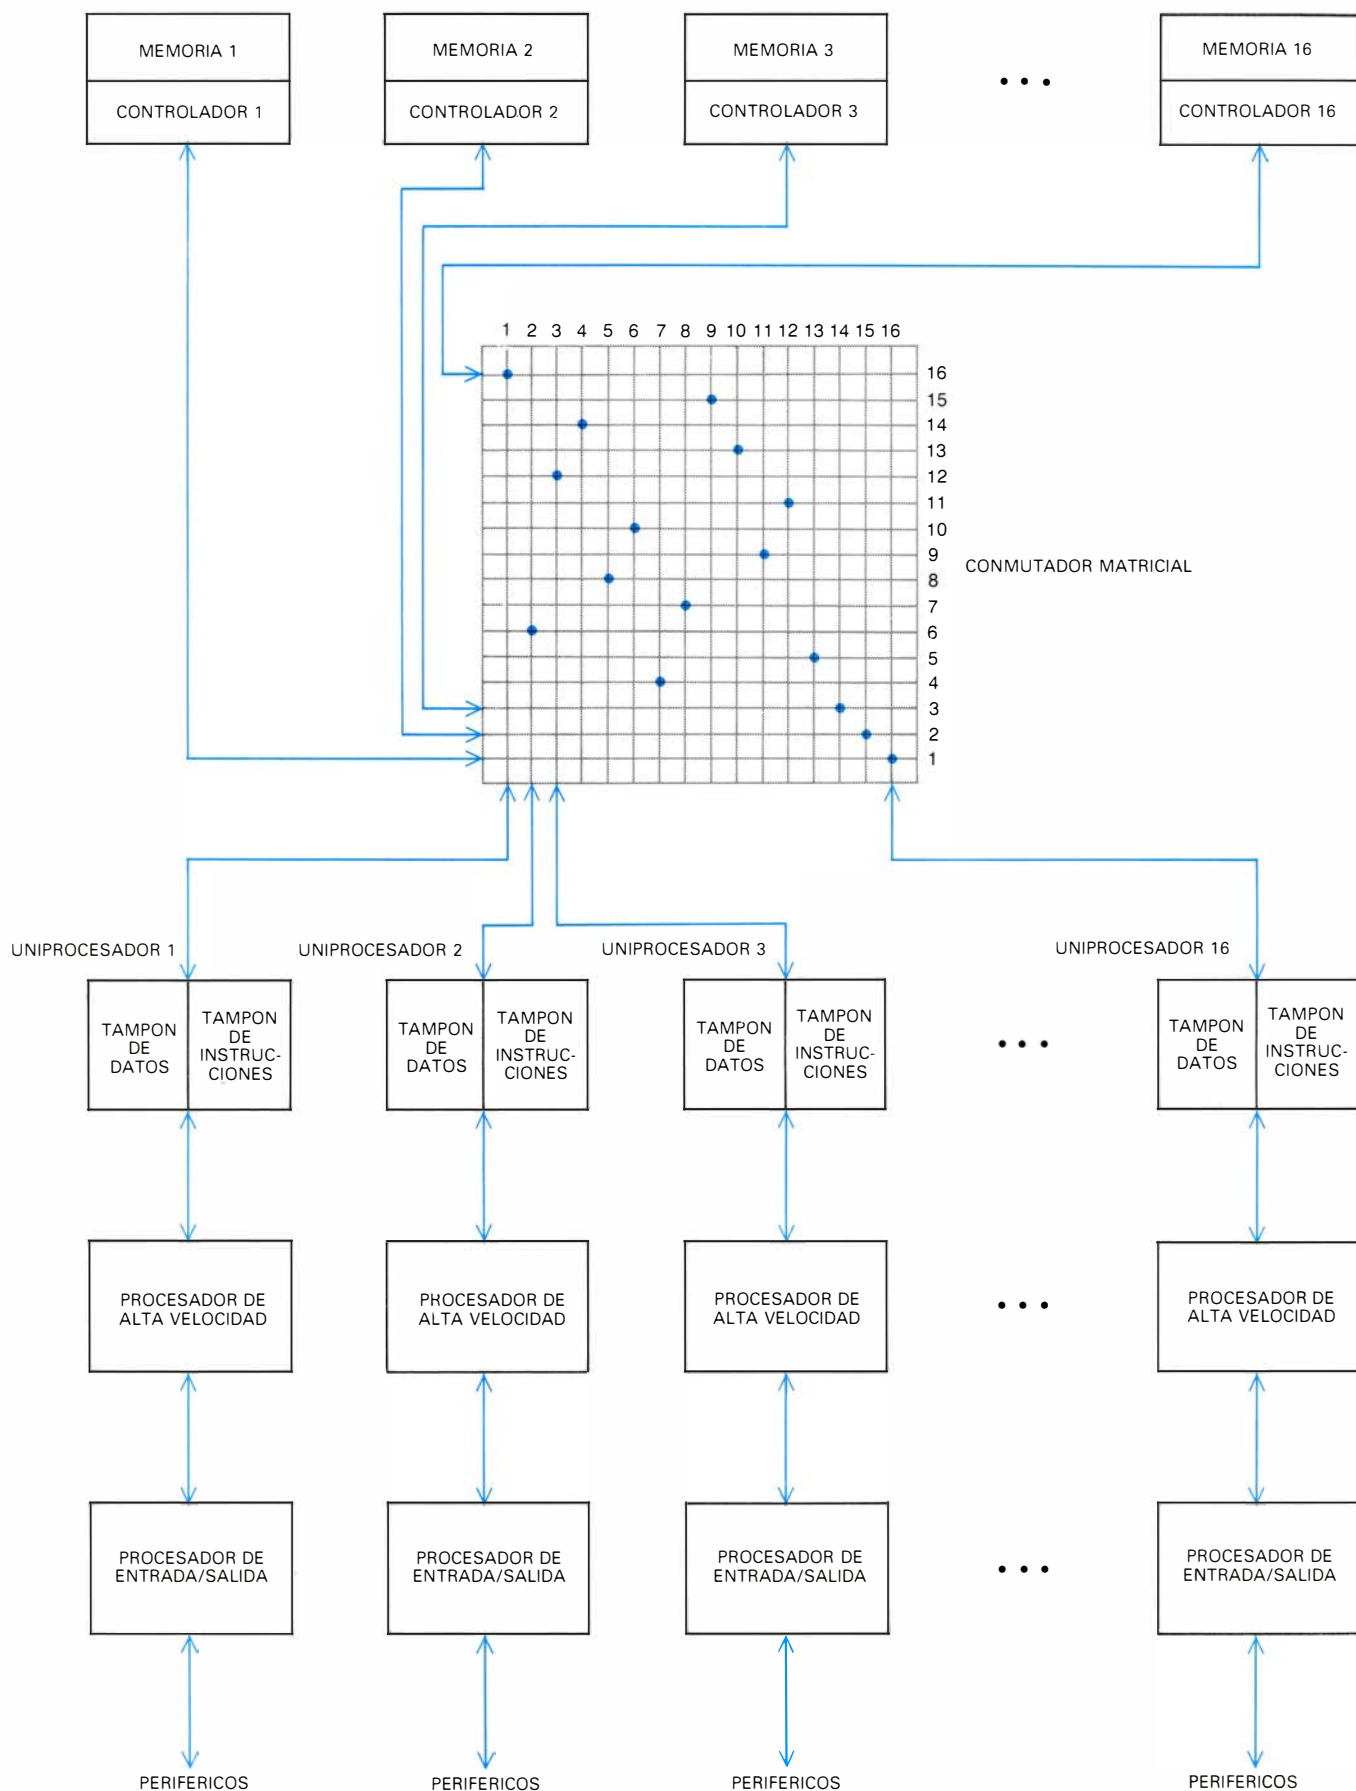 MEMORIA 1
MEMORIA 2
MEMORIA 3
MEMORIA 16
CONTROLADOR 1
CONTROLADOR 2
CONTROLADOR 3
CONTROLADOR 16
1 2 3 4 5 6 7 8 9 10 11 12 13 14 15 16
16
15
14
13
12
11
10
9
8
7
6
5
4
3
2
1
CONMUTADOR MATRICIAL
UNIPROCESADOR 1
UNIPROCESADOR 2
UNIPROCESADOR 3
UNIPROCESADOR 16
TAMPON
DE
DATOS
TAMPON
DE
INSTRUC-
CIONES
TAMPON
DE
DATOS
TAMPON
DE
INSTRUC-
CIONES
TAMPON
DE
DATOS
TAMPON
DE
INSTRUC-
CIONES
TAMPON
DE
DATOS
TAMPON
DE
INSTRUC-
CIONES
PROCESADOR DE
ALTA VELOCIDAD
PROCESADOR DE
ALTA VELOCIDAD
PROCESADOR DE
ALTA VELOCIDAD
PROCESADOR DE
ALTA VELOCIDAD
PROCESADOR DE
ENTRADA/SALIDA
PROCESADOR DE
ENTRADA/SALIDA
PROCESADOR DE
ENTRADA/SALIDA
PROCESADOR DE
ENTRADA/SALIDA
PERIFERICOS
PERIFERICOS
PERIFERICOS
PERIFERICOS